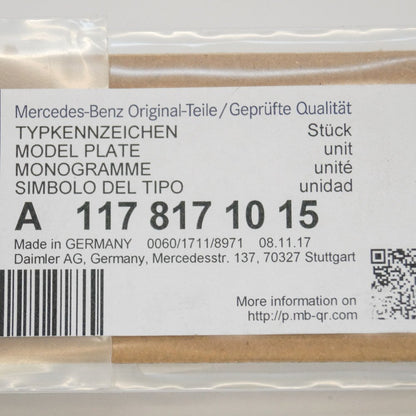 Mercedes-Benz Original-Teile/Geprüfte Qualität
TYPKENNZEICHEN Stück
MODEL PLATE unit
MONOGRAMME unité
SIMBOLO DEL TIPO unidad
A 117 817 10 15
Made in GERMANY 0060/1711/8971 08.11.17
Daimler AG, Germany, Mercedesstr. 137, 70327 Stuttgart
More information on
http://p.mb-qr.com